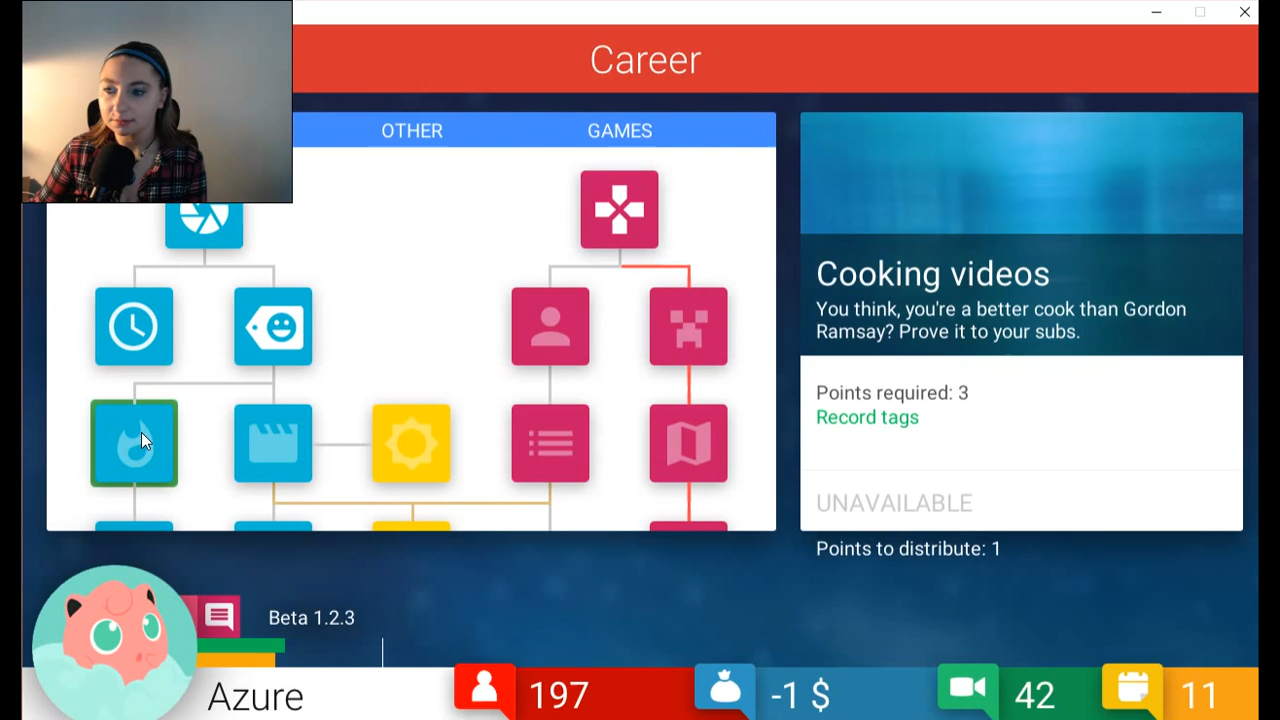 Career
OTHER
GAMES
Cooking videos
You think, you're a better cook than Gordon
Ramsay? Prove it to your subs.
Points required: 3
Record tags
UNAVAILABLE
Points to distribute: 1
Beta 1.2.3
Azure
197
-1 $
42
11